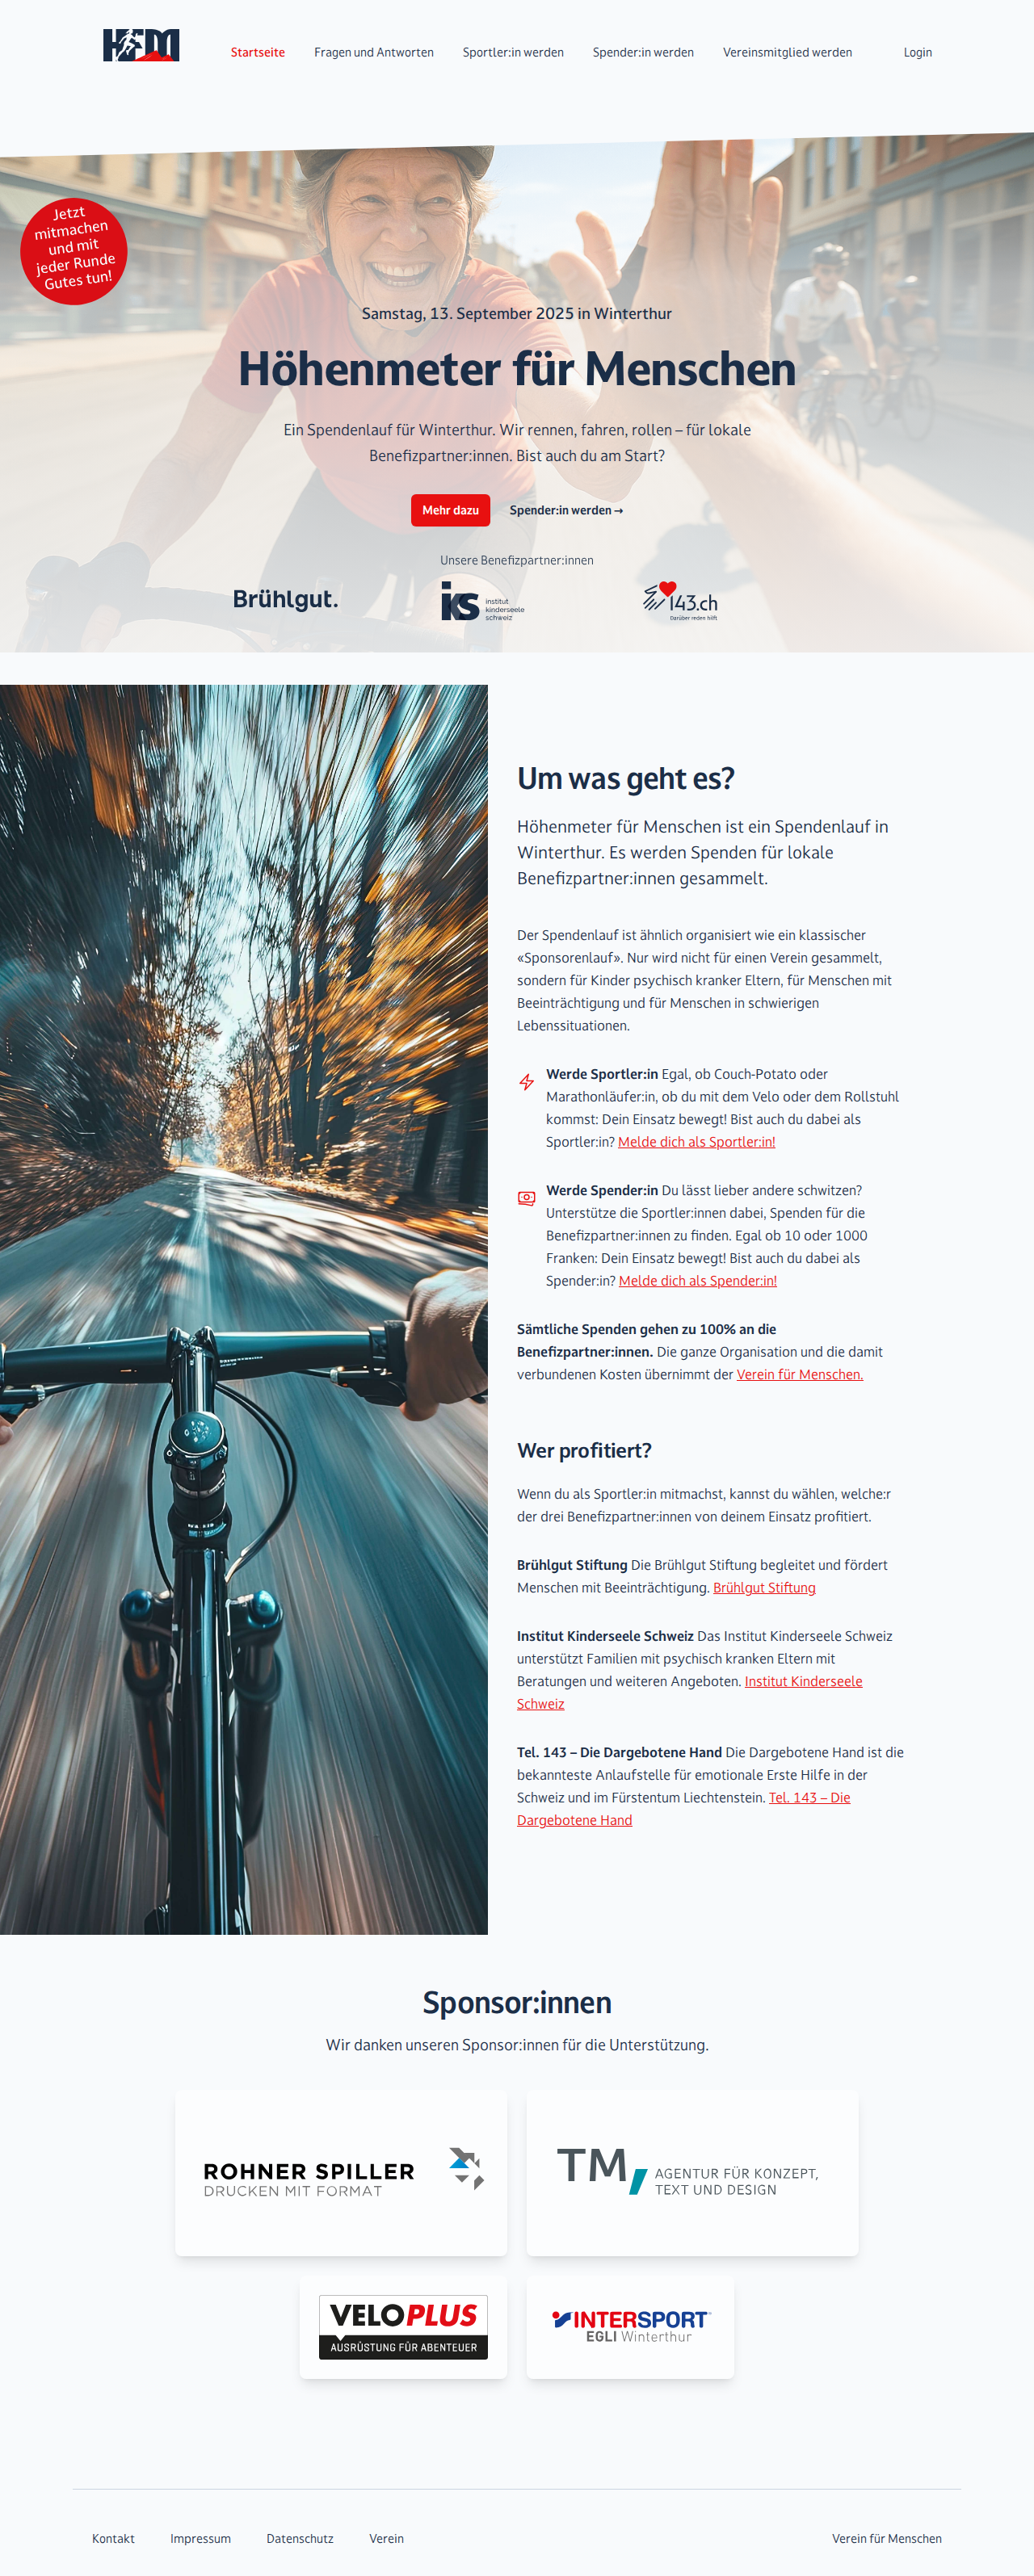 HFM
Startseite
Fragen und Antworten
Sportler:in werden
Spender:in werden
Vereinsmitglied werden
Login
Jetzt
mitmachen
und mit
jeder Runde
Gutes tun!
Samstag, 13. September 2025 in Winterthur
Höhenmeter für Menschen
Ein Spendenlauf für Winterthur. Wir rennen, fahren, rollen – für lokale
Benefizpartner:innen. Bist auch du am Start?
Mehr dazu
Spender:in werden →
Unsere Benefizpartner:innen
Brühlgut.
iks
institut
kinderseele
schweiz
143.ch
Darüber reden hilft
Um was geht es?
Höhenmeter für Menschen ist ein Spendenlauf in
Winterthur. Es werden Spenden für lokale
Benefizpartner:innen gesammelt.
Der Spendenlauf ist ähnlich organisiert wie ein klassischer
«Sponsorenlauf». Nur wird nicht für einen Verein gesammelt,
sondern für Kinder psychisch kranker Eltern, für Menschen mit
Beeinträchtigung und für Menschen in schwierigen
Lebenssituationen.
Werde Sportler:in Egal, ob Couch-Potato oder
Marathonläufer:in, ob du mit dem Velo oder dem Rollstuhl
kommst: Dein Einsatz bewegt! Bist auch du dabei als
Sportler:in? Melde dich als Sportler:in!
Werde Spender:in Du lässt lieber andere schwitzen?
Unterstütze die Sportler:innen dabei, Spenden für die
Benefizpartner:innen zu finden. Egal ob 10 oder 1000
Franken: Dein Einsatz bewegt! Bist auch du dabei als
Spender:in? Melde dich als Spender:in!
Sämtliche Spenden gehen zu 100% an die
Benefizpartner:innen. Die ganze Organisation und die damit
verbundenen Kosten übernimmt der Verein für Menschen.
Wer profitiert?
Wenn du als Sportler:in mitmachst, kannst du wählen, welche:r
der drei Benefizpartner:innen von deinem Einsatz profitiert.
Brühlgut Stiftung Die Brühlgut Stiftung begleitet und fördert
Menschen mit Beeinträchtigung. Brühlgut Stiftung
Institut Kinderseele Schweiz Das Institut Kinderseele Schweiz
unterstützt Familien mit psychisch kranken Eltern mit
Beratungen und weiteren Angeboten. Institut Kinderseele
Schweiz
Tel. 143 – Die Dargebotene Hand Die Dargebotene Hand ist die
bekannteste Anlaufstelle für emotionale Erste Hilfe in der
Schweiz und im Fürstentum Liechtenstein. Tel. 143 – Die
Dargebotene Hand
Sponsor:innen
Wir danken unseren Sponsor:innen für die Unterstützung.
ROHNER SPILLER
DRUCKEN MIT FORMAT
TM,
AGENTUR FÜR KONZEPT,
TEXT UND DESIGN
VELOPLUS
AUSRÜSTUNG FÜR ABENTEUER
INTERSPORT
EGLI Winterthur
Kontakt
Impressum
Datenschutz
Verein
Verein für Menschen